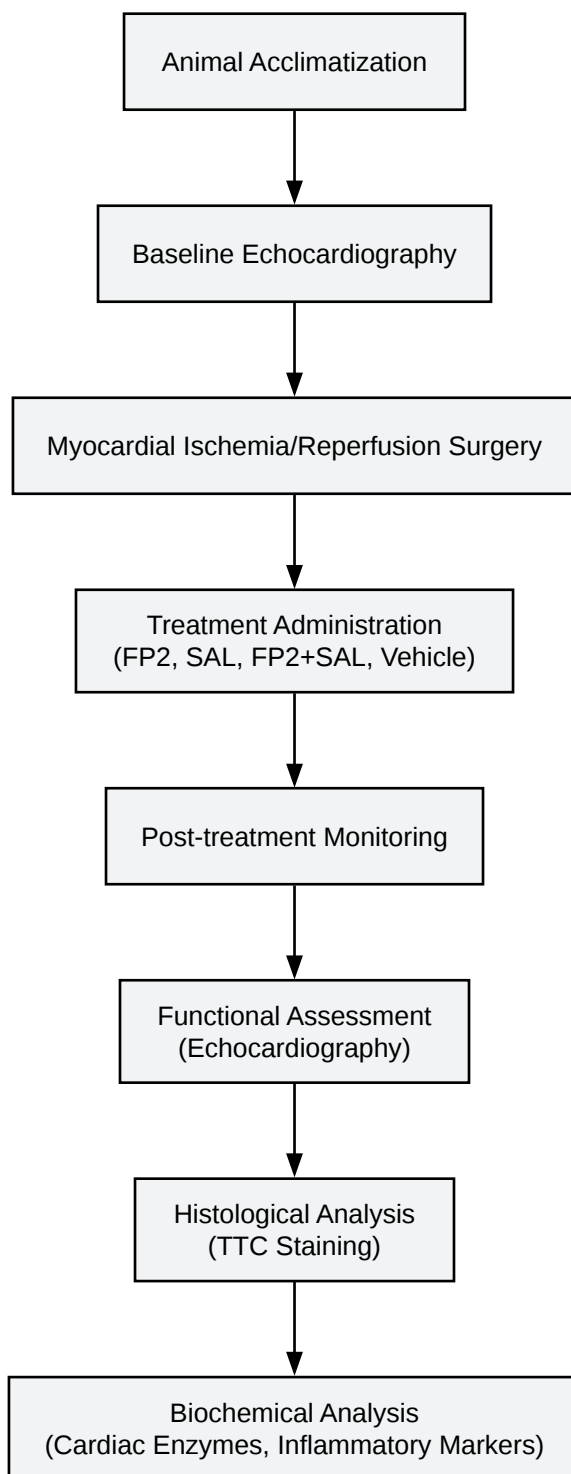 Animal Acclimatization
Baseline Echocardiography
Myocardial Ischemia/Reperfusion Surgery
Treatment Administration
(FP2, SAL, FP2+SAL, Vehicle)
Post-treatment Monitoring
Functional Assessment
(Echocardiography)
Histological Analysis
(TTC Staining)
Biochemical Analysis
(Cardiac Enzymes, Inflammatory Markers)